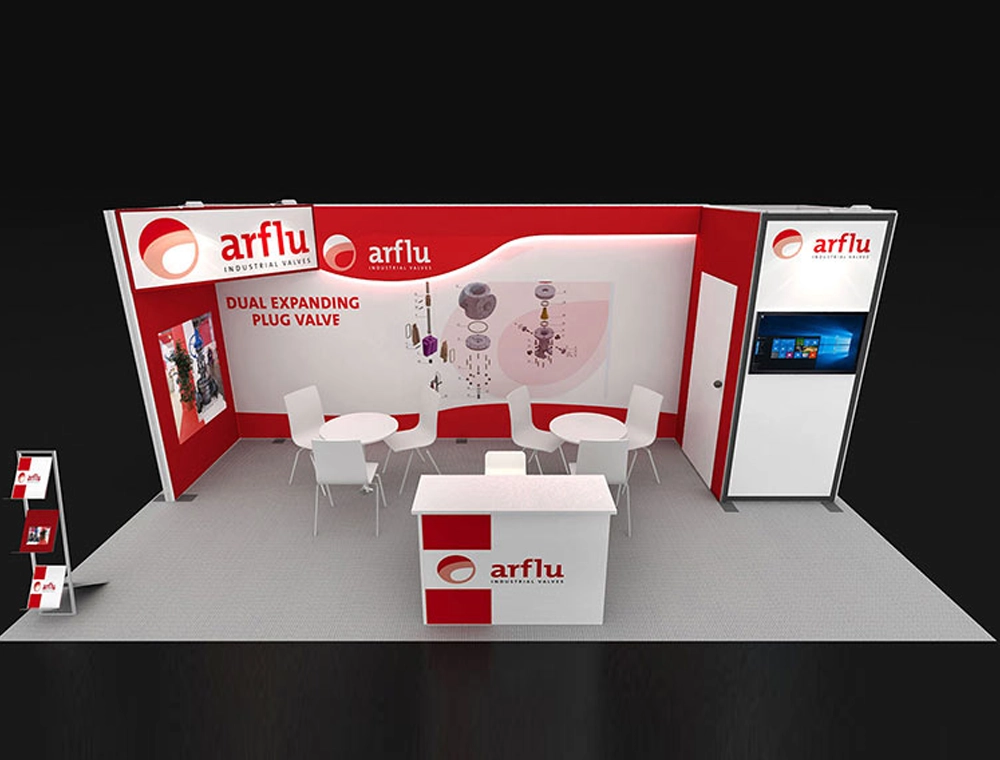 arflu
INDUSTRIAL VALVES
arflu
INDUSTRIAL VALVES
arflu
INDUSTRIAL VALVES
DUAL EXPANDING
PLUG VALVE
arflu
INDUSTRIAL VALVES